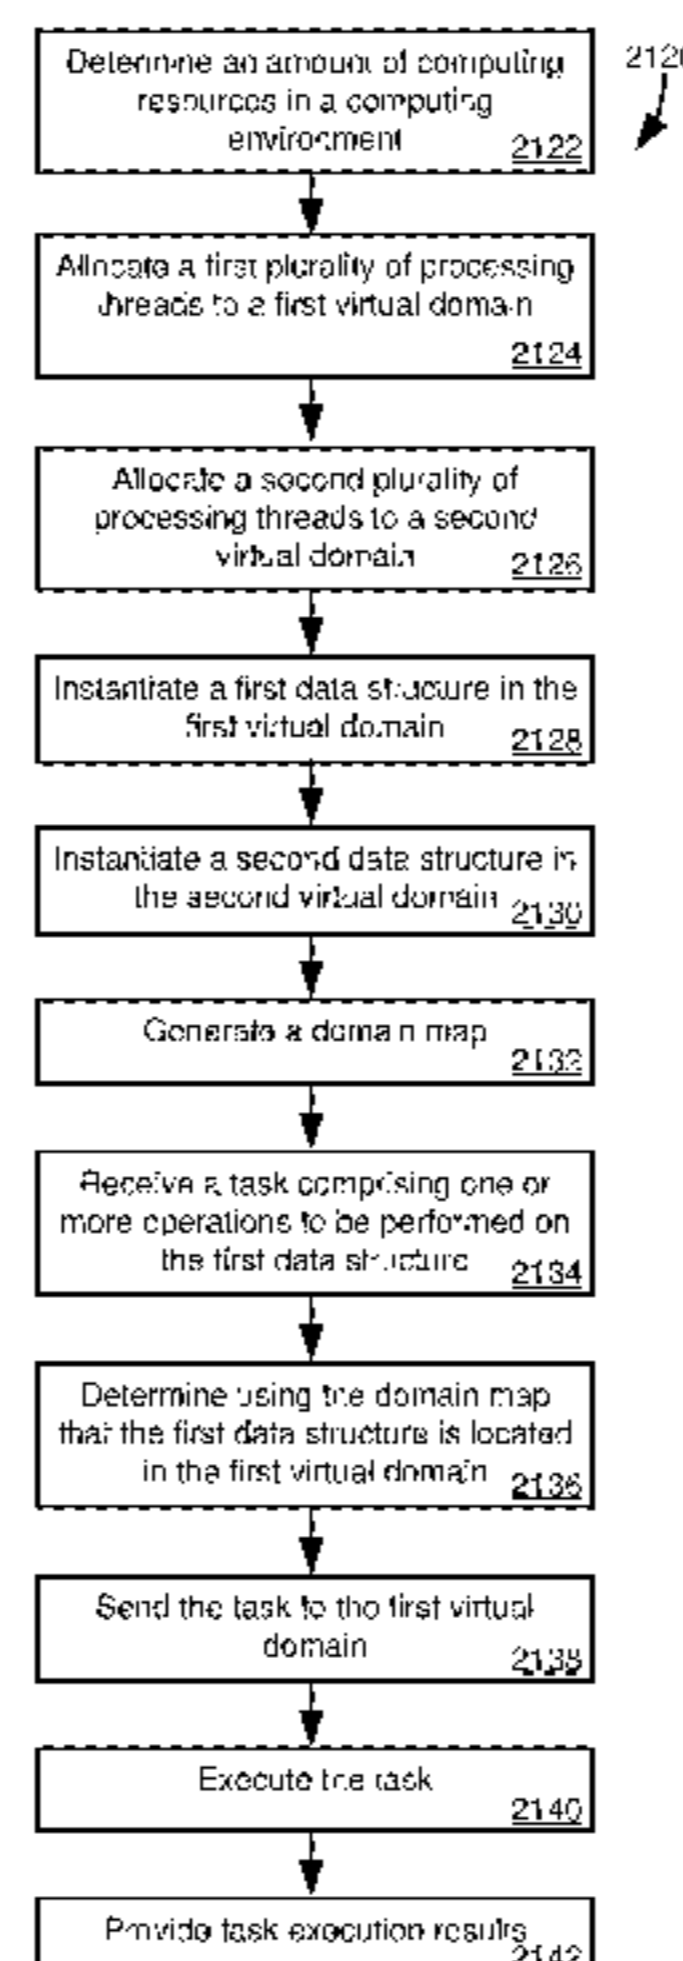 Determine an amount of computing
resources in a computing
environment
2122
2120
Allocate a first plurality of processing
threads to a first virtual domain
2124
Allocate a second plurality of
processing threads to a second
virtual domain
2126
Instantiate a first data structure in the
first virtual domain
2128
Instantiate a second data structure in
the second virtual domain
2130
Generate a domain map
2132
Receive a task comprising one or
more operations to be performed on
the first data structure
2134
Determine using the domain map
that the first data structure is located
in the first virtual domain
2136
Send the task to the first virtual
domain
2138
Execute the task
2140
Provide task execution results
2142